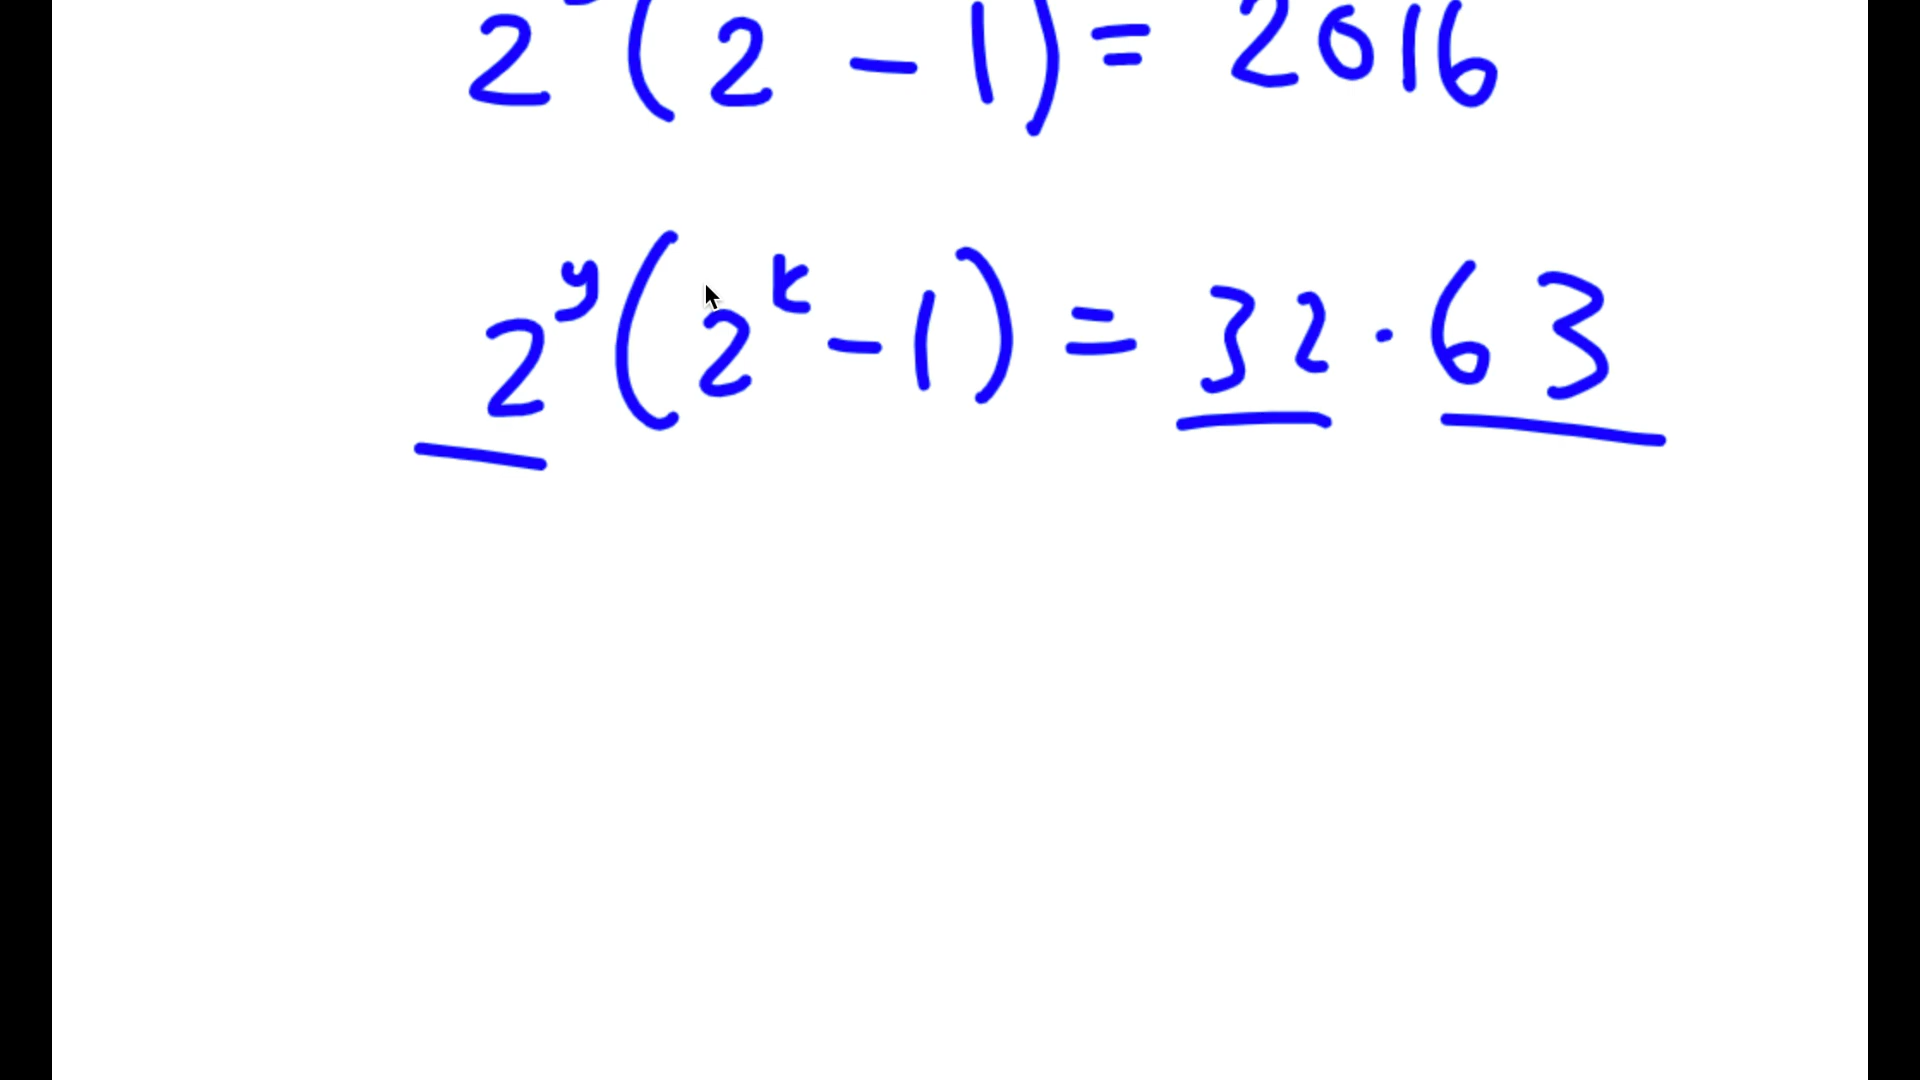 2 ( 2 - 1 ) = 2016
2^y ( 2^k - 1 ) = 32 · 63